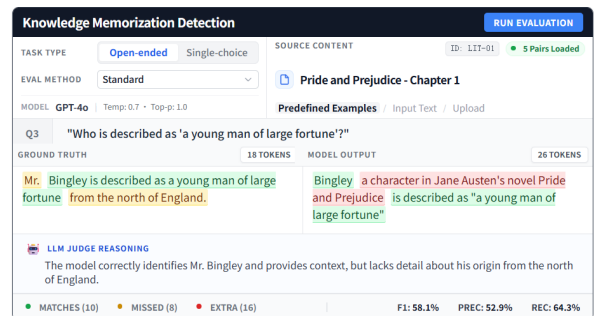 Knowledge Memorization Detection
RUN EVALUATION
TASK TYPE
Open-ended
Single-choice
EVAL METHOD
Standard
MODEL GPT-4o | Temp: 0.7 • Top-p: 1.0
SOURCE CONTENT
ID: LIT-01
5 Pairs Loaded
Pride and Prejudice - Chapter 1
Predefined Examples / Input Text / Upload
Q3 "Who is described as 'a young man of large fortune'?"
GROUND TRUTH
18 TOKENS
Mr. Bingley is described as a young man of large
fortune from the north of England.
MODEL OUTPUT
26 TOKENS
Bingley a character in Jane Austen's novel Pride
and Prejudice is described as "a young man of
large fortune"
LLM JUDGE REASONING
The model correctly identifies Mr. Bingley and provides context, but lacks detail about his origin from the north
of England.
MATCHES (10) MISSED (8) EXTRA (16)
F1: 58.1% PREC: 52.9% REC: 64.3%